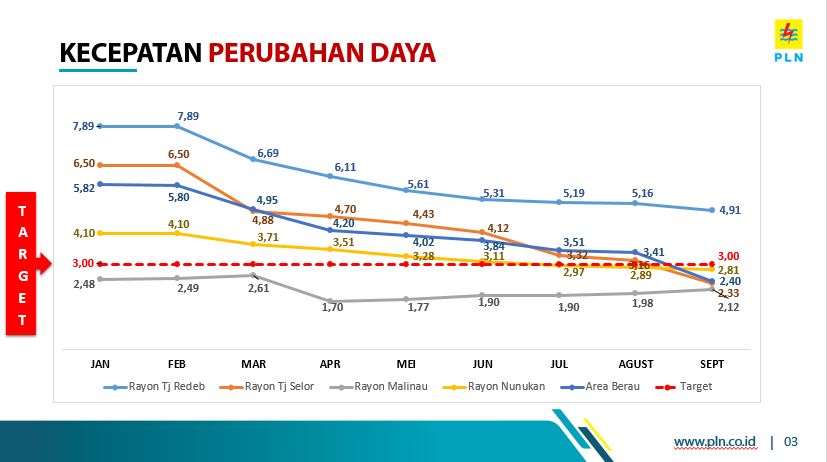 KECEPATAN PERUBAHAN DAYA
PLN
T
A
R
G
E
T
7,89 7,89 6,69 6,11 5,61 5,31 5,19 5,16 4,91
6,50 6,50 4,88 4,70 4,43 4,12 3,32 3,16 2,33
5,82 5,80 4,95 4,20 4,02 3,84 3,51 3,41 2,40
4,10 4,10 3,71 3,51 3,28 3,11 2,97 2,89 2,81
3,00 3,00
2,48 2,49 2,61 1,70 1,77 1,90 1,90 1,98 2,12
JAN FEB MAR APR MEI JUN JUL AGUST SEPT
Rayon Tj Redeb Rayon Tj Selor Rayon Malinau Rayon Nunukan Area Berau Target
www.pln.co.id | 03